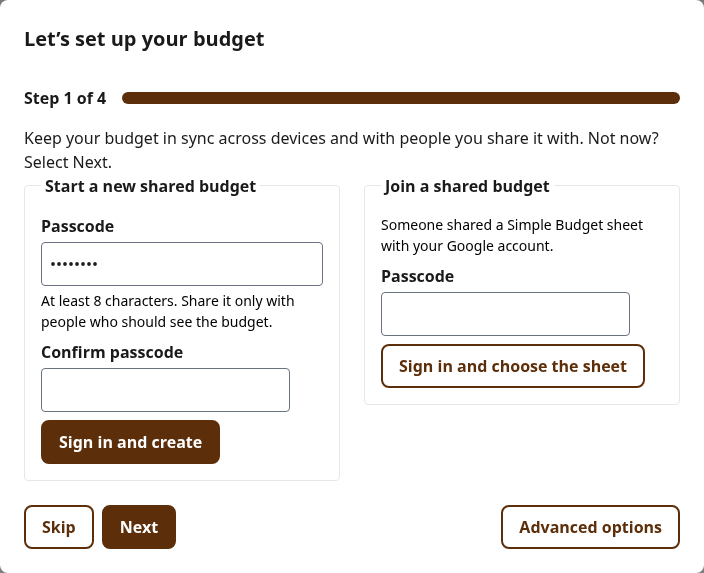 Let’s set up your budget
Step 1 of 4
Keep your budget in sync across devices and with people you share it with. Not now?
Select Next.
Start a new shared budget
Passcode
••••••••
At least 8 characters. Share it only with
people who should see the budget.
Confirm passcode
Sign in and create
Join a shared budget
Someone shared a Simple Budget sheet
with your Google account.
Passcode
Sign in and choose the sheet
Skip
Next
Advanced options